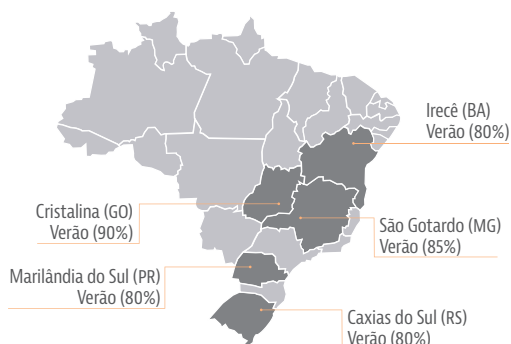 Irecê (BA)
Verão (80%)
Cristalina (GO)
Verão (90%)
São Gotardo (MG)
Verão (85%)
Marilândia do Sul (PR)
Verão (80%)
Caxias do Sul (RS)
Verão (80%)